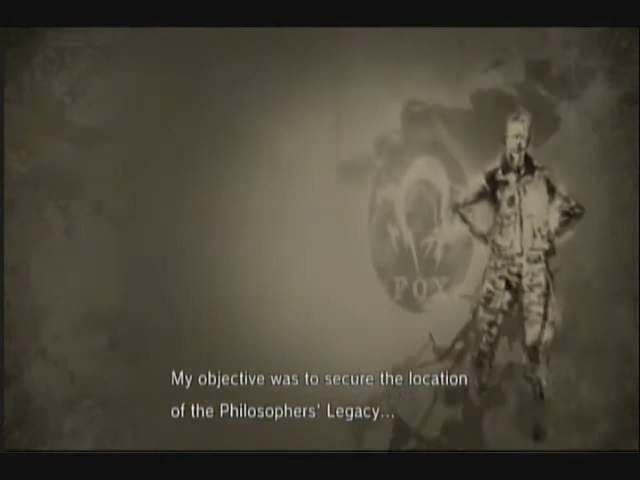 FOX
My objective was to secure the location
of the Philosophers' Legacy...